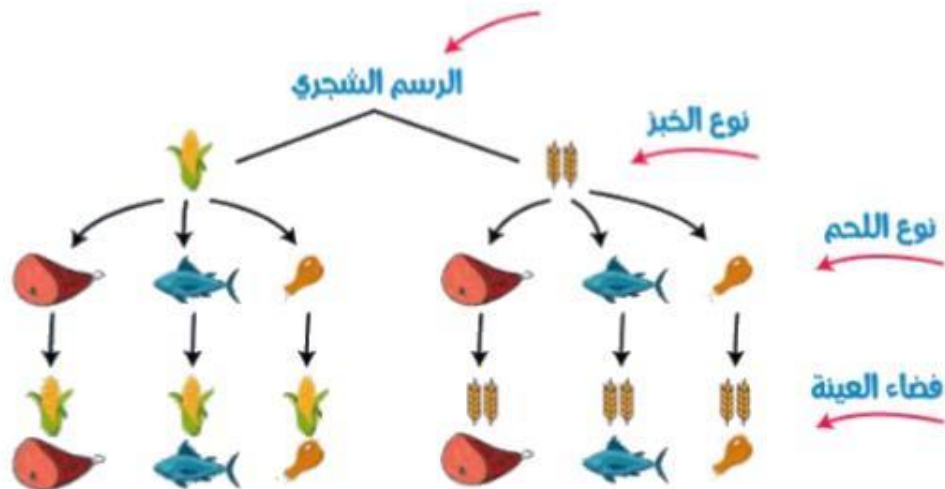 الرسم الشجري
نوع الخبز
نوع اللحم
فضاء العينة